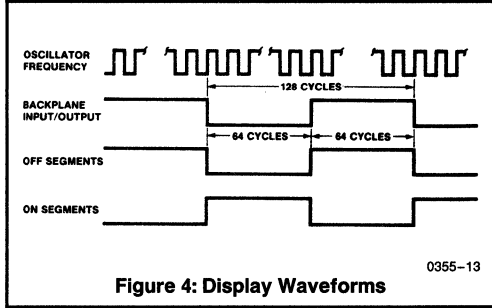 OSCILLATOR
FREQUENCY
128 CYCLES
BACKPLANE
INPUT/OUTPUT
64 CYCLES 64 CYCLES
OFF SEGMENTS
ON SEGMENTS
0355–13
Figure 4: Display Waveforms